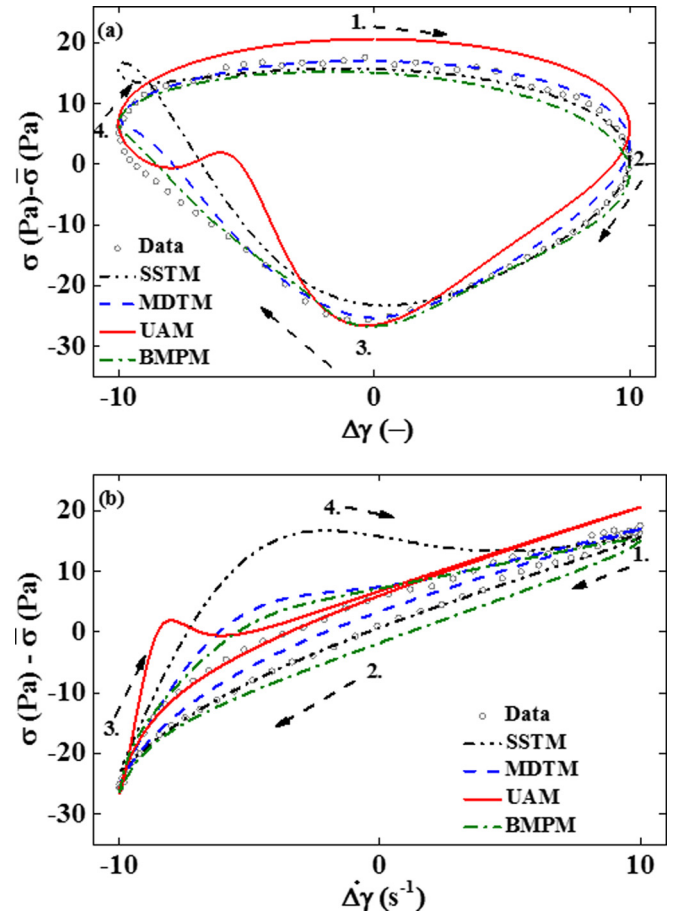 (a)
1.
20
10
0
-10
-20
-30
σ (Pa)-σ̄ (Pa)
4.
2.
3.
Data
SSTM
MDTM
UAM
BMPM
-10
0
10
Δγ (–)
(b)
4.
20
10
0
-10
-20
-30
σ (Pa) - σ̄ (Pa)
1.
2.
3.
Data
SSTM
MDTM
UAM
BMPM
-10
0
10
Δγ̇ (s⁻¹)